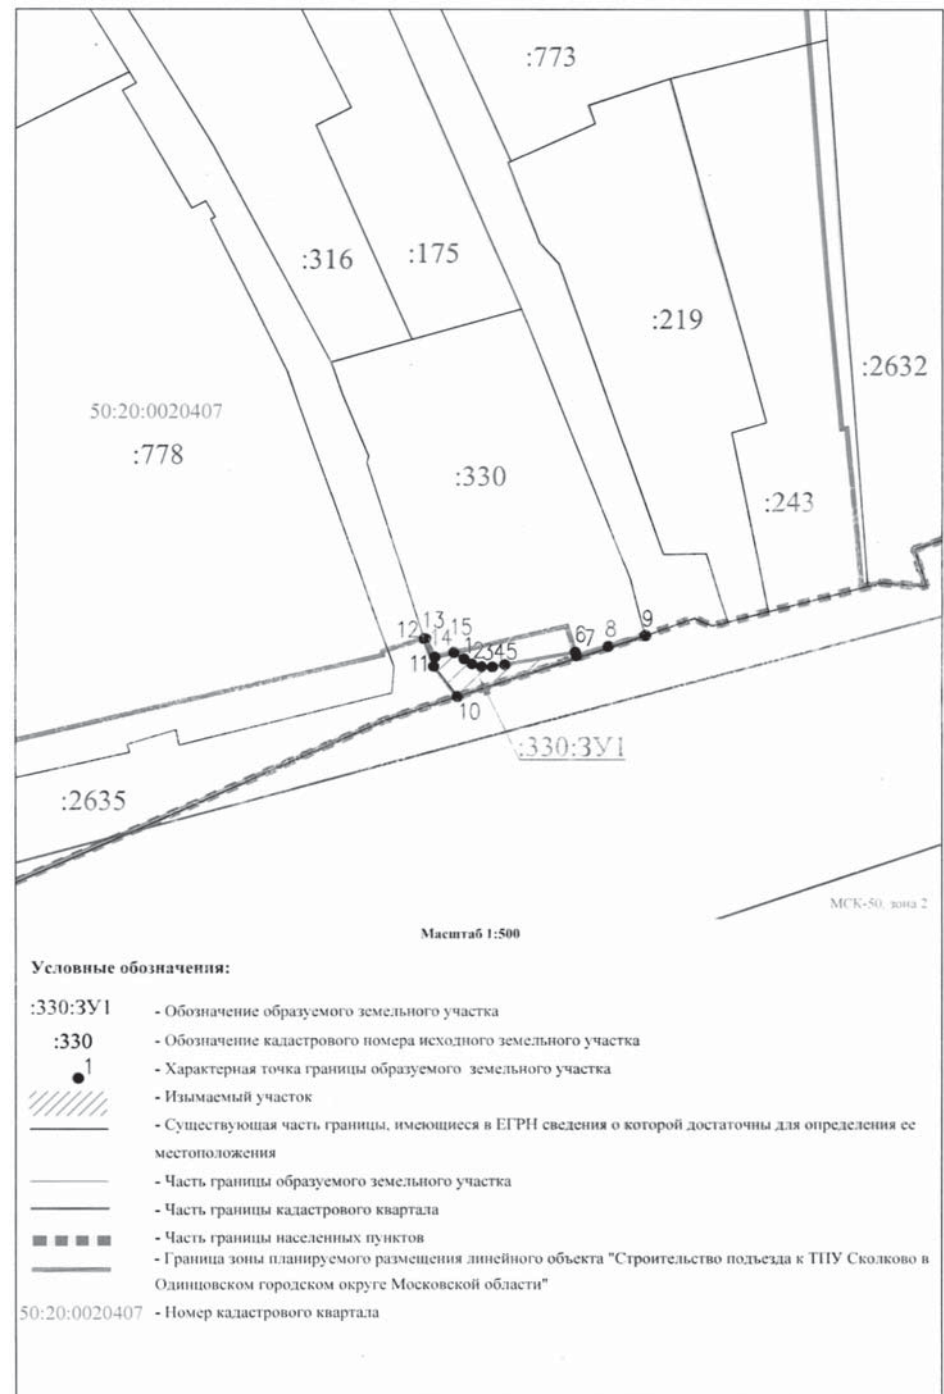 :773
:316
:175
:219
:2632
50:20:0020407
:778
:330
:243
12 13
14 15
11
1
2 3 4 5
6 7 8 9
10
:330:ЗУ1
:2635
МСК-50, зона 2
Масштаб 1:500
Условные обозначения:
:330:ЗУ1 - Обозначение образуемого земельного участка
:330 - Обозначение кадастрового номера исходного земельного участка
1 - Характерная точка границы образуемого земельного участка
- Изымаемый участок
- Существующая часть границы, имеющиеся в ЕГРН сведения о которой достаточны для определения ее
местоположения
- Часть границы образуемого земельного участка
- Часть границы кадастрового квартала
- Часть границы населенных пунктов
- Граница зоны планируемого размещения линейного объекта "Строительство подъезда к ТПУ Сколково в
Одинцовском городском округе Московской области"
50:20:0020407 - Номер кадастрового квартала